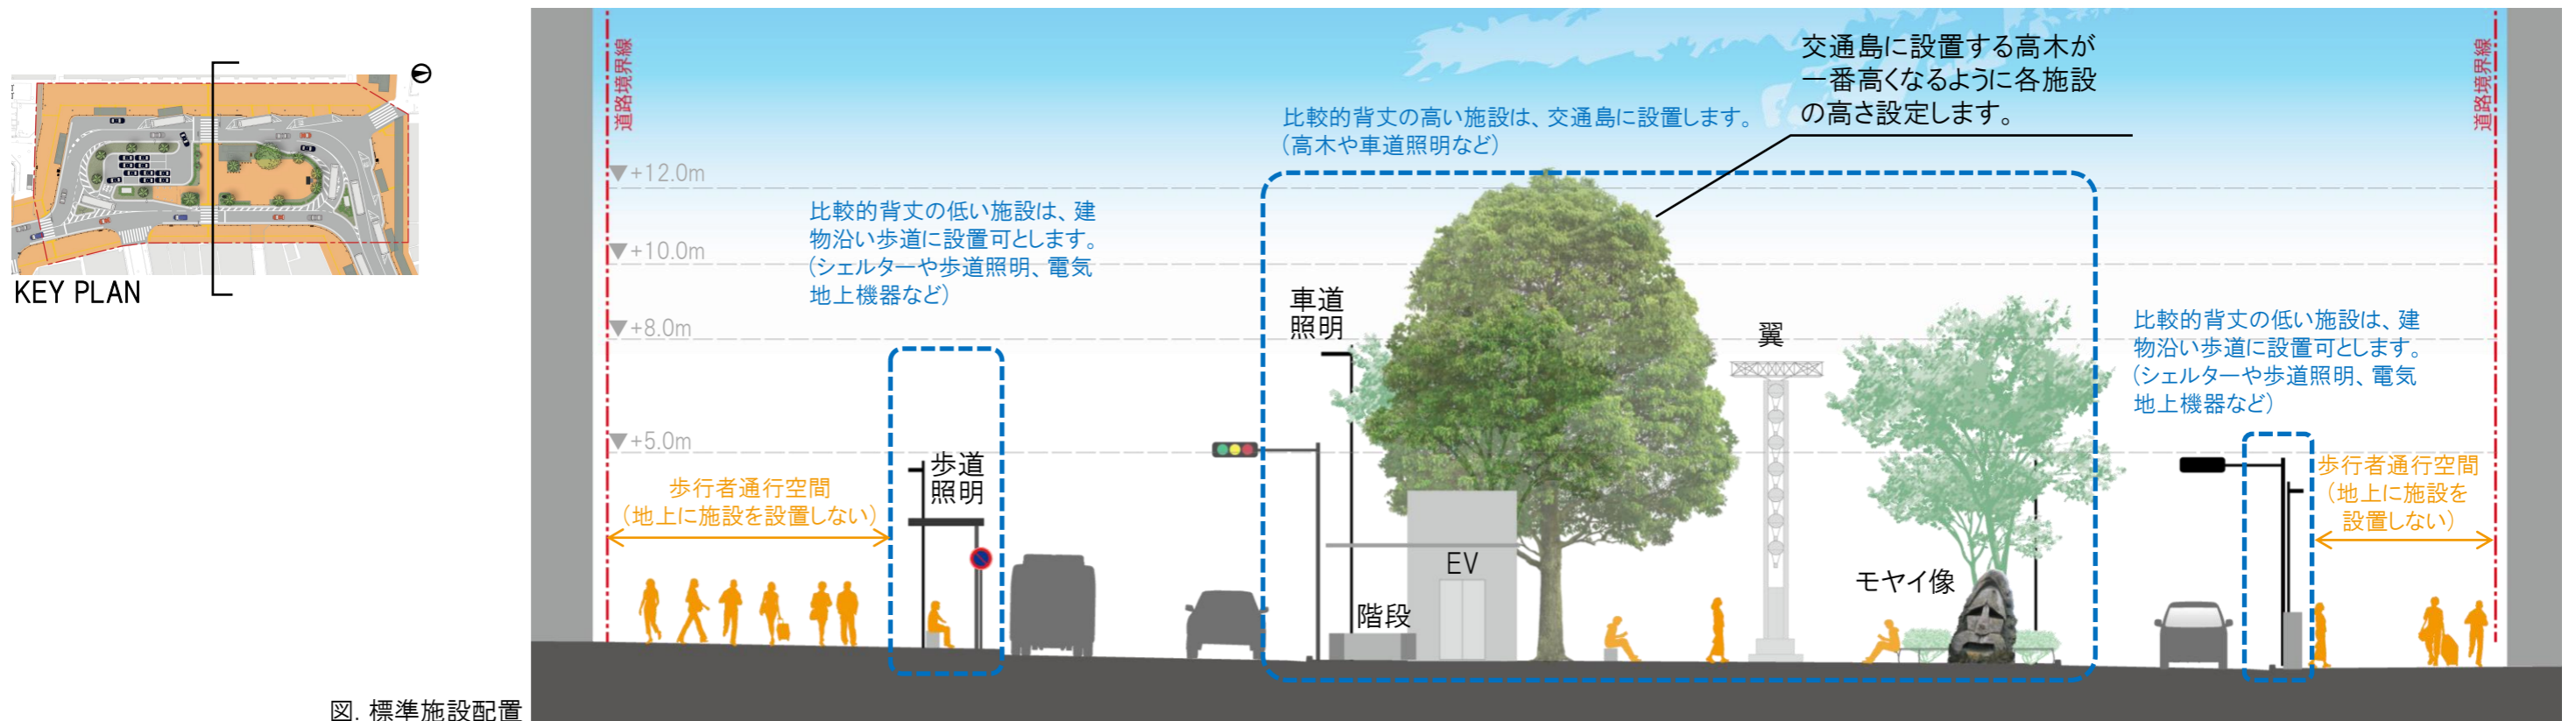 KEY PLAN
図. 標準施設配置
道路境界線
▼+12.0m
▼+10.0m
▼+8.0m
▼+5.0m
比較的背丈の低い施設は、建
物沿い歩道に設置可とします。
（シェルターや歩道照明、電気
地上機器など）
歩行者通行空間
（地上に施設を設置しない）
歩道
照明
比較的背丈の高い施設は、交通島に設置します。
（高木や車道照明など）
交通島に設置する高木が
一番高くなるように各施設
の高さ設定します。
車道
照明
階段
EV
翼
モヤイ像
比較的背丈の低い施設は、建
物沿い歩道に設置可とします。
（シェルターや歩道照明、電気
地上機器など）
歩行者通行空間
（地上に施設を
設置しない）
道路境界線